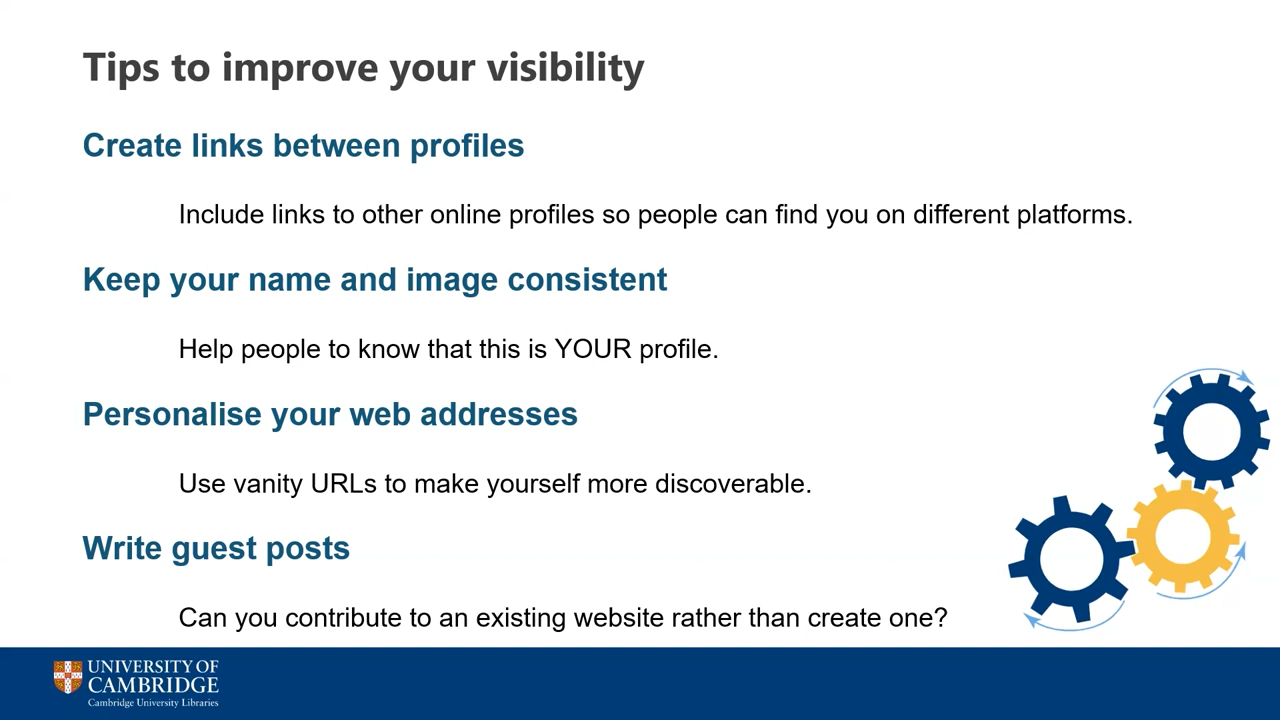 Tips to improve your visibility
Create links between profiles
Include links to other online profiles so people can find you on different platforms.
Keep your name and image consistent
Help people to know that this is YOUR profile.
Personalise your web addresses
Use vanity URLs to make yourself more discoverable.
Write guest posts
Can you contribute to an existing website rather than create one?
UNIVERSITY OF
CAMBRIDGE
Cambridge University Libraries